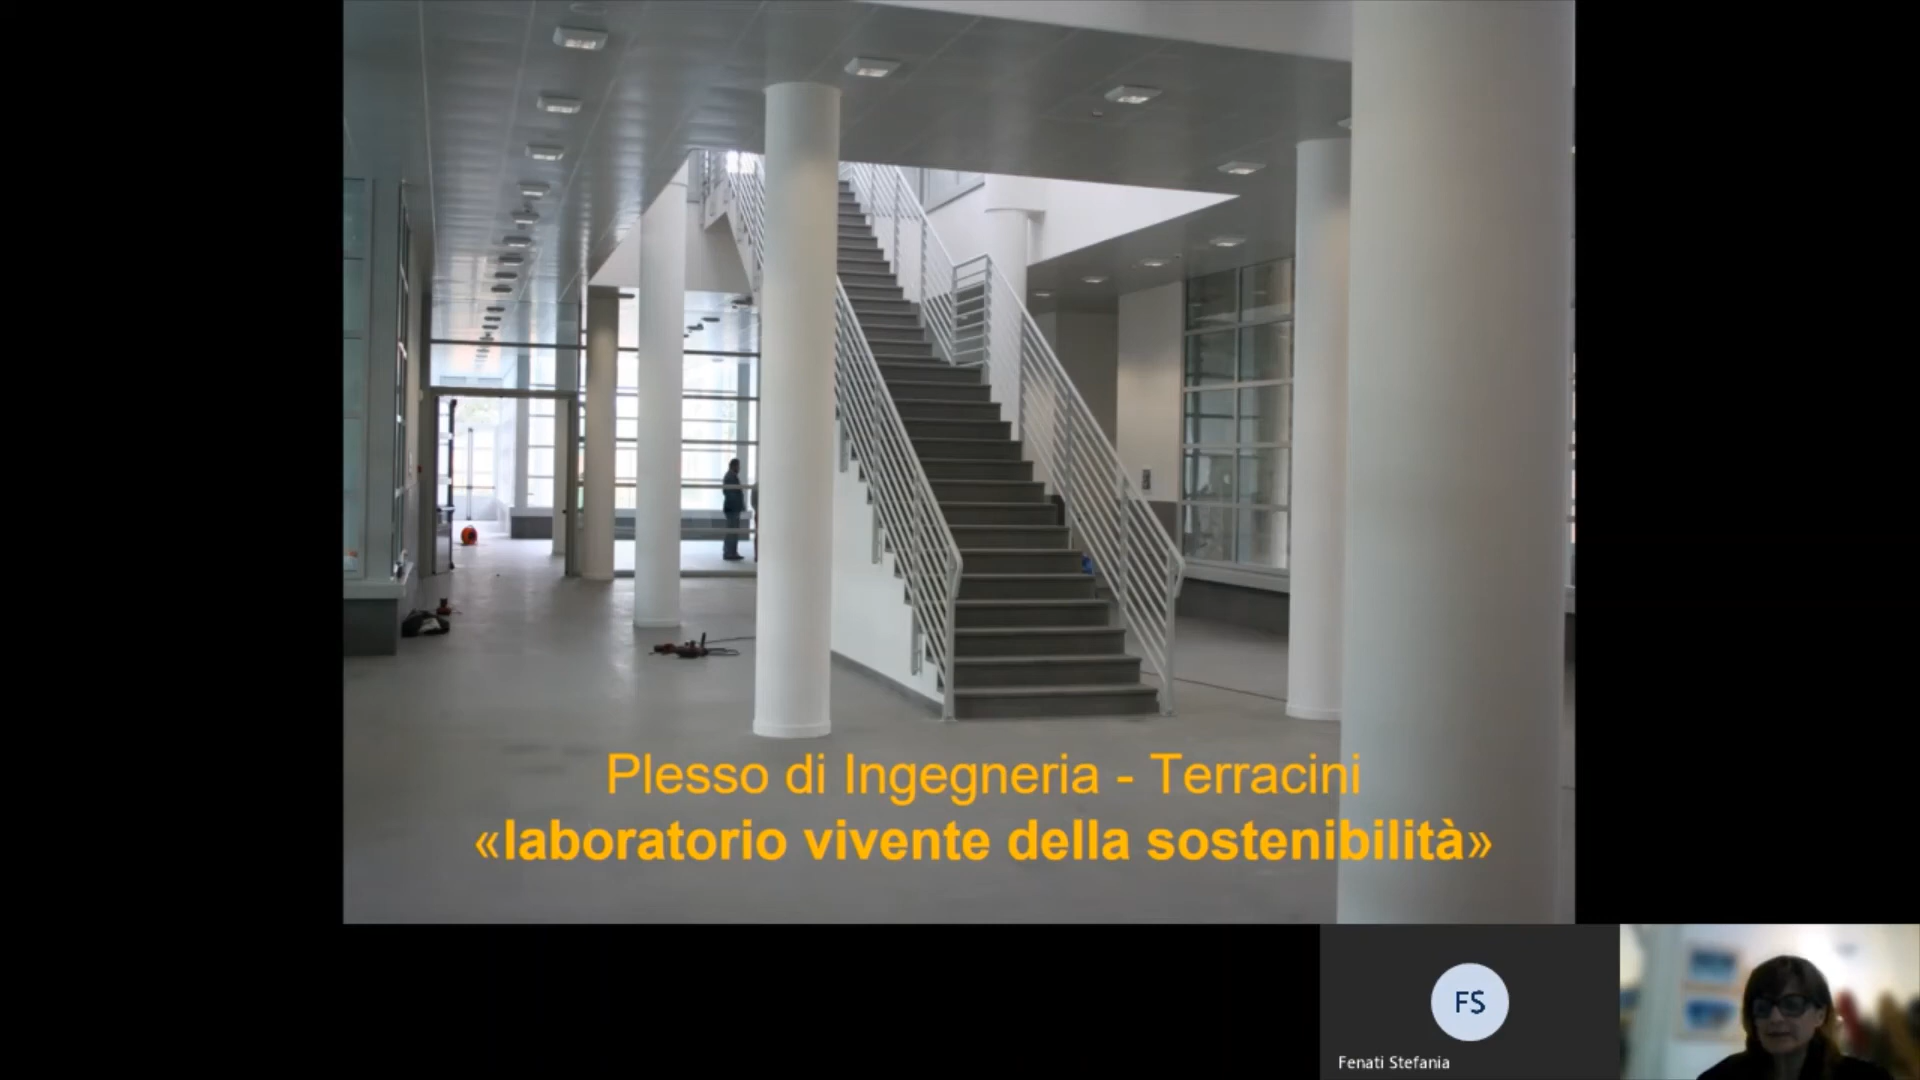 Plesso di Ingegneria - Terracini
«laboratorio vivente della sostenibilità»
FS
Fenati Stefania